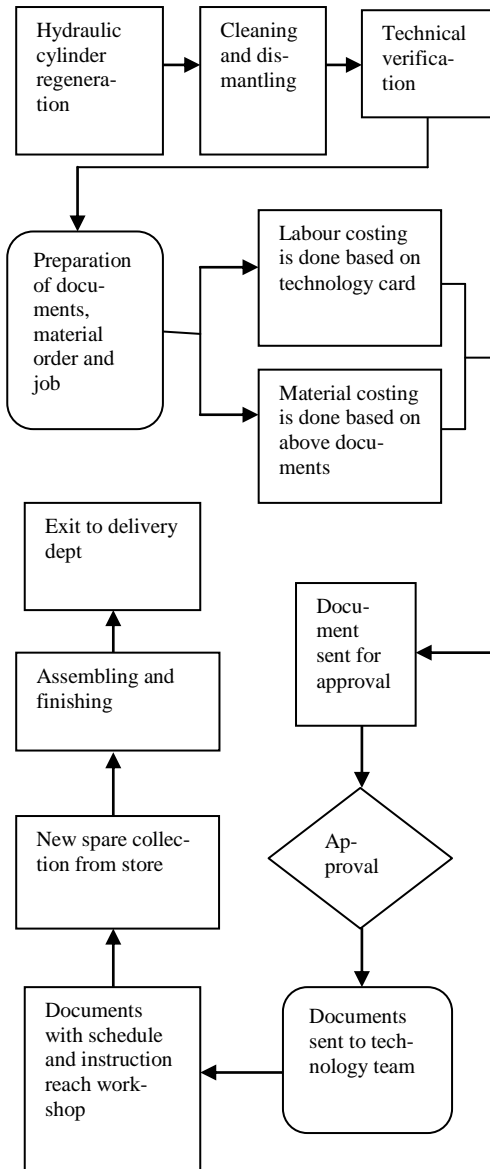 Hydraulic
cylinder
regenera-
tion
Cleaning
and dis-
mantling
Technical
verifica-
tion
Preparation
of docu-
ments,
material
order and
job
Labour costing
is done based on
technology card
Material costing
is done based on
above docu-
ments
Docu-
ment
sent for
approval
Ap-
proval
Documents
sent to tech-
nology team
Documents
with schedule
and instruction
reach work-
shop
New spare collec-
tion from store
Assembling and
finishing
Exit to delivery
dept